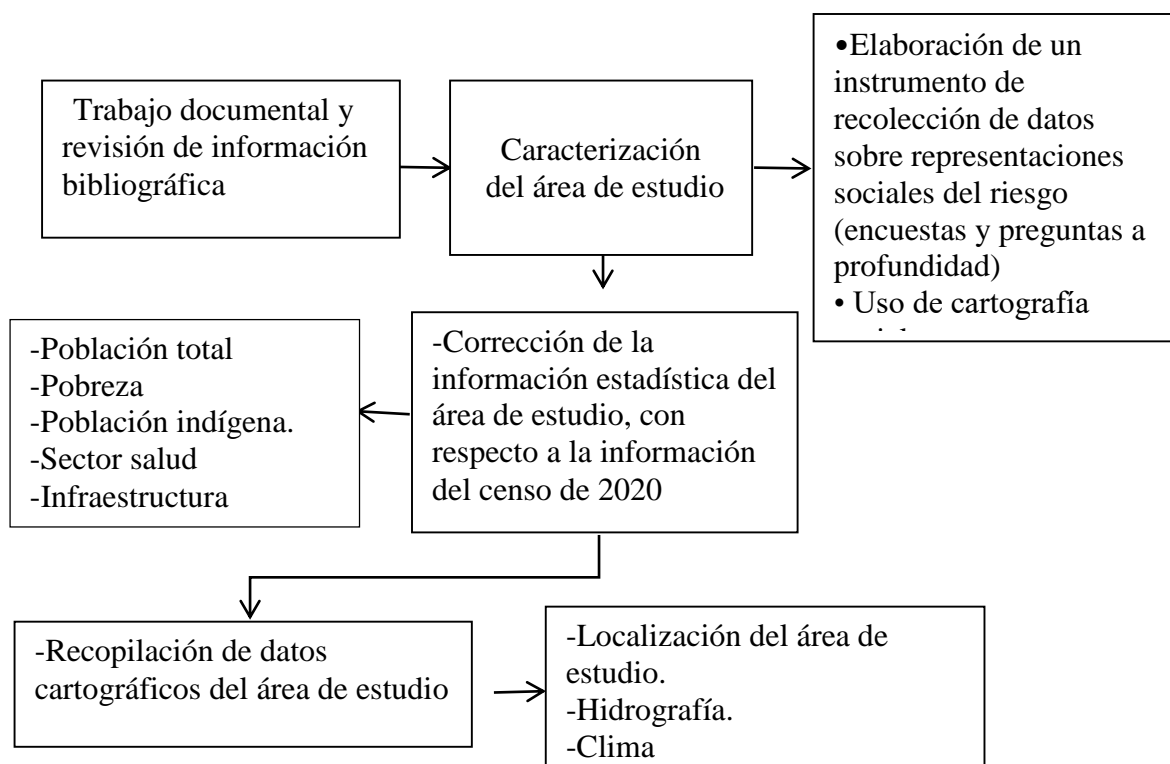 Trabajo documental y
revisión de información
bibliográfica
Caracterización
del área de estudio
•Elaboración de un
instrumento de
recolección de datos
sobre representaciones
sociales del riesgo
(encuestas y preguntas a
profundidad)
• Uso de cartografía
-Población total
-Pobreza
-Población indígena.
-Sector salud
-Infraestructura
-Corrección de la
información estadística del
área de estudio, con
respecto a la información
del censo de 2020
-Recopilación de datos
cartográficos del área de estudio
-Localización del área de
estudio.
-Hidrografía.
-Clima